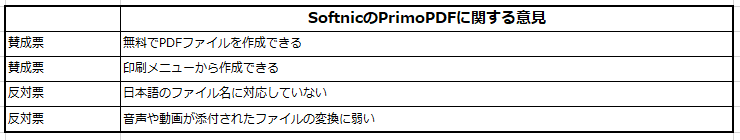 SoftnicのPrimoPDFに関する意見
賛成票 無料でPDFファイルを作成できる
賛成票 印刷メニューから作成できる
反対票 日本語のファイル名に対応していない
反対票 音声や動画が添付されたファイルの変換に弱い